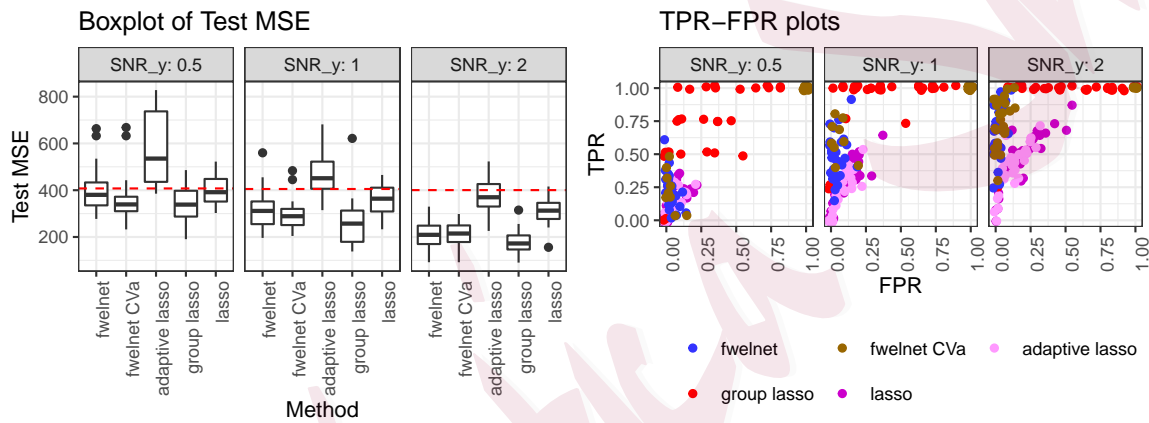 Boxplot of Test MSE
SNR_y: 0.5 SNR_y: 1 SNR_y: 2
Test MSE
800
600
400
200
fwelnet
fwelnet CVa
adaptive lasso
group lasso
lasso
fwelnet
fwelnet CVa
adaptive lasso
group lasso
lasso
fwelnet
fwelnet CVa
adaptive lasso
group lasso
lasso
Method
TPR−FPR plots
SNR_y: 0.5 SNR_y: 1 SNR_y: 2
TPR
1.00
0.75
0.50
0.25
0.00
0.00 0.25 0.50 0.75 1.00
0.00 0.25 0.50 0.75 1.00
0.00 0.25 0.50 0.75 1.00
FPR
fwelnet fwelnet CVa adaptive lasso
group lasso lasso